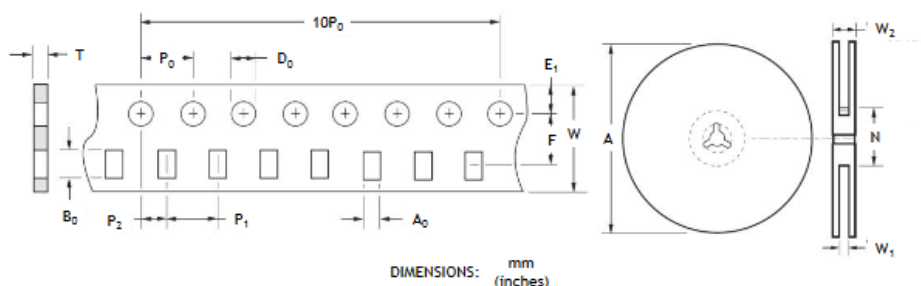 10P₀
T
P₀
D₀
E₁
W₂
W
F
A
N
B₀
P₂
P₁
A₀
W₁
DIMENSIONS: mm
(inches)